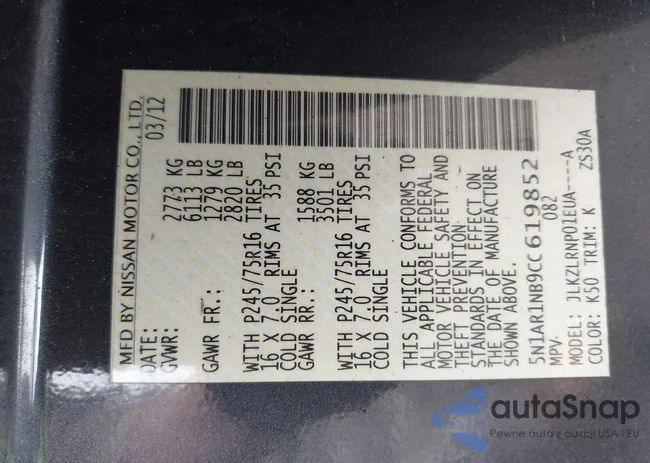 MFD BY NISSAN MOTOR CO., LTD.
DATE: 03/12
GVWR: 2773 KG
6113 LB
GAWR FR.: 1279 KG
2820 LB
WITH P245/75R16 TIRES
16 X 7.0 RIMS AT 35 PSI
COLD SINGLE
GAWR RR.: 1588 KG
3501 LB
WITH P245/75R16 TIRES
16 X 7.0 RIMS AT 35 PSI
COLD SINGLE
THIS VEHICLE CONFORMS TO
ALL APPLICABLE FEDERAL
MOTOR VEHICLE SAFETY AND
THEFT PREVENTION
STANDARDS IN EFFECT ON
THE DATE OF MANUFACTURE
SHOWN ABOVE.
5N1AR1NB9CC619852
MPV. 082
MODEL: JLKZLRNP01EUA----A
COLOR: K50 TRIM: K ZS30A
autaSnap
Pewne auta z aukcji USA i EU